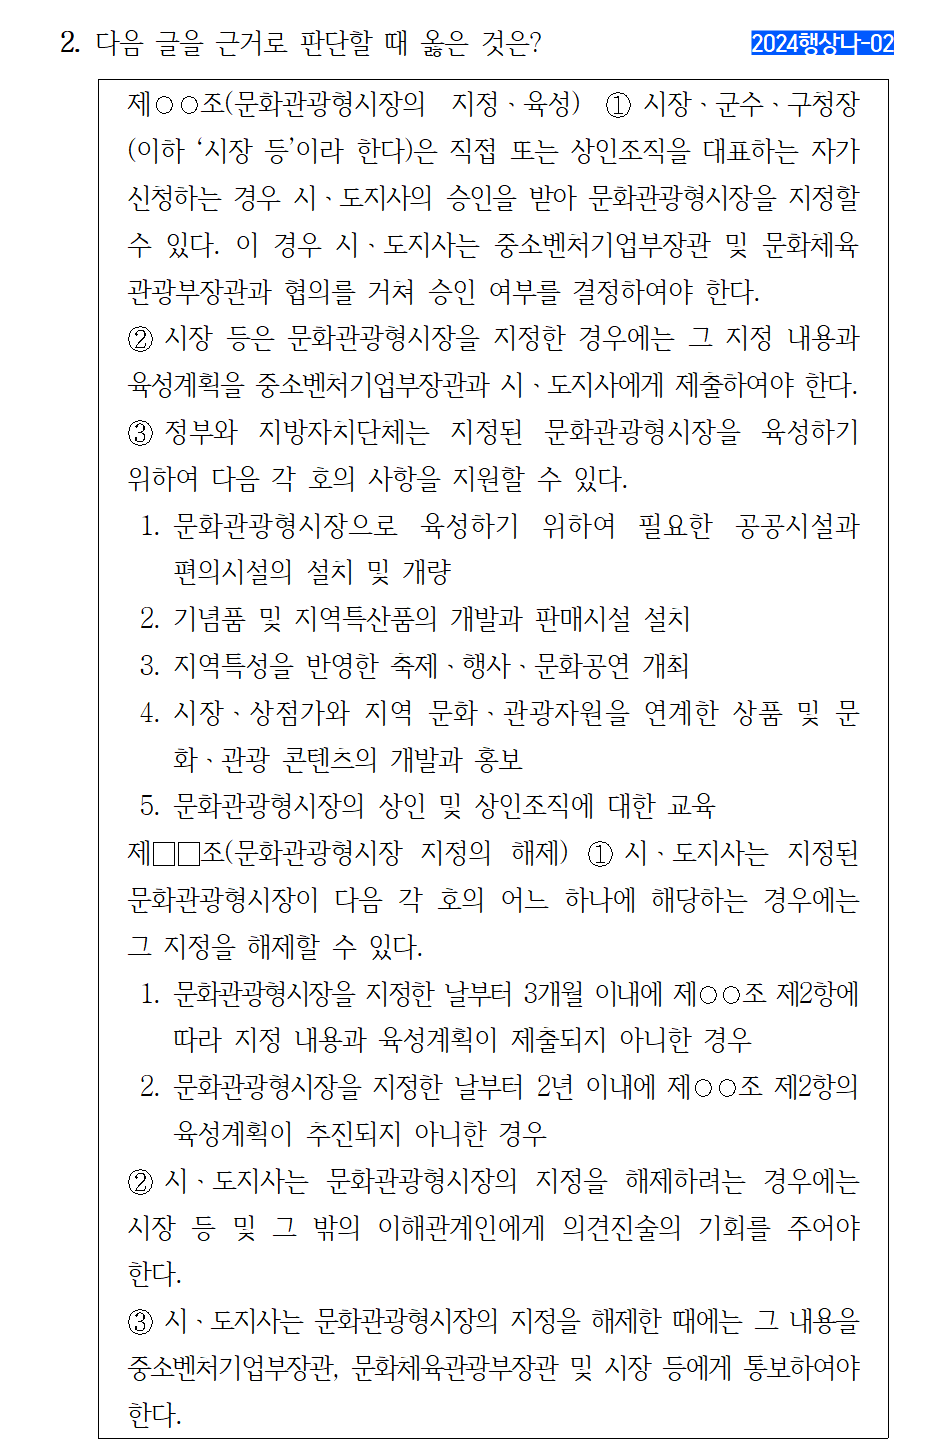 2. 다음 글을 근거로 판단할 때 옳은 것은?
2024행상나-02
제○○조(문화관광형시장의 지정ㆍ육성) ① 시장ㆍ군수ㆍ구청장
(이하 ‘시장 등’이라 한다)은 직접 또는 상인조직을 대표하는 자가
신청하는 경우 시ㆍ도지사의 승인을 받아 문화관광형시장을 지정할
수 있다. 이 경우 시ㆍ도지사는 중소벤처기업부장관 및 문화체육
관광부장관과 협의를 거쳐 승인 여부를 결정하여야 한다.
② 시장 등은 문화관광형시장을 지정한 경우에는 그 지정 내용과
육성계획을 중소벤처기업부장관과 시ㆍ도지사에게 제출하여야 한다.
③ 정부와 지방자치단체는 지정된 문화관광형시장을 육성하기
위하여 다음 각 호의 사항을 지원할 수 있다.
1. 문화관광형시장으로 육성하기 위하여 필요한 공공시설과
편의시설의 설치 및 개량
2. 기념품 및 지역특산품의 개발과 판매시설 설치
3. 지역특성을 반영한 축제ㆍ행사ㆍ문화공연 개최
4. 시장ㆍ상점가와 지역 문화ㆍ관광자원을 연계한 상품 및 문
화ㆍ관광 콘텐츠의 개발과 홍보
5. 문화관광형시장의 상인 및 상인조직에 대한 교육
제□□조(문화관광형시장 지정의 해제) ① 시ㆍ도지사는 지정된
문화관광형시장이 다음 각 호의 어느 하나에 해당하는 경우에는
그 지정을 해제할 수 있다.
1. 문화관광형시장을 지정한 날부터 3개월 이내에 제○○조 제2항에
따라 지정 내용과 육성계획이 제출되지 아니한 경우
2. 문화관광형시장을 지정한 날부터 2년 이내에 제○○조 제2항의
육성계획이 추진되지 아니한 경우
② 시ㆍ도지사는 문화관광형시장의 지정을 해제하려는 경우에는
시장 등 및 그 밖의 이해관계인에게 의견진술의 기회를 주어야
한다.
③ 시ㆍ도지사는 문화관광형시장의 지정을 해제한 때에는 그 내용을
중소벤처기업부장관, 문화체육관광부장관 및 시장 등에게 통보하여야
한다.